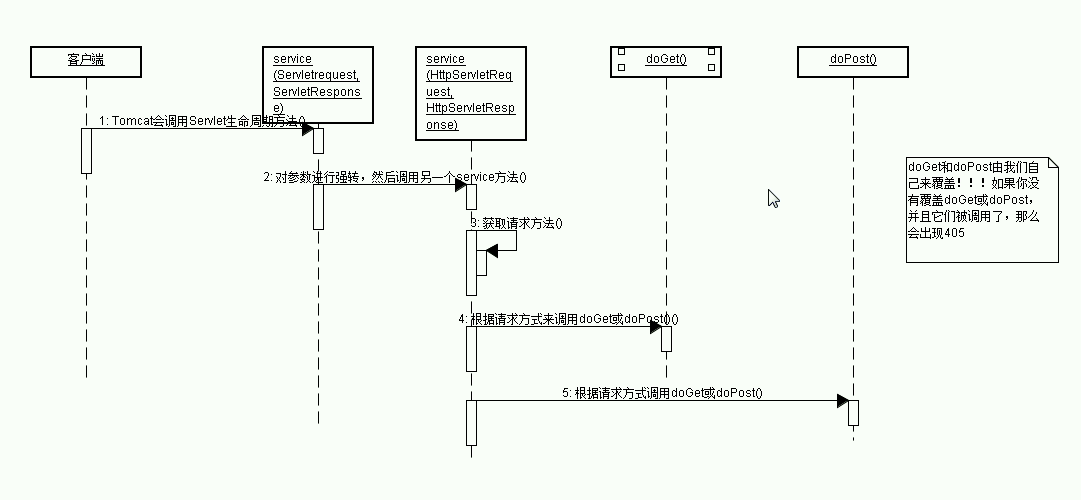 客户端
service
(Servletrequest,
ServletRespons
e)
service
(HttpServletReq
uest,
HttpServletResp
onse)
doGet()
doPost()
1: Tomcat会调用Servlet生命周期方法()
2: 对参数进行强转，然后调用另一个service方法()
3: 获取请求方法()
4: 根据请求方式来调用doGet或doPost()()
5: 根据请求方式调用doGet或doPost()
doGet和doPost由我们自
己来覆盖！！！如果你没
有覆盖doGet或doPost，
并且它们被调用了，那么
会出现405